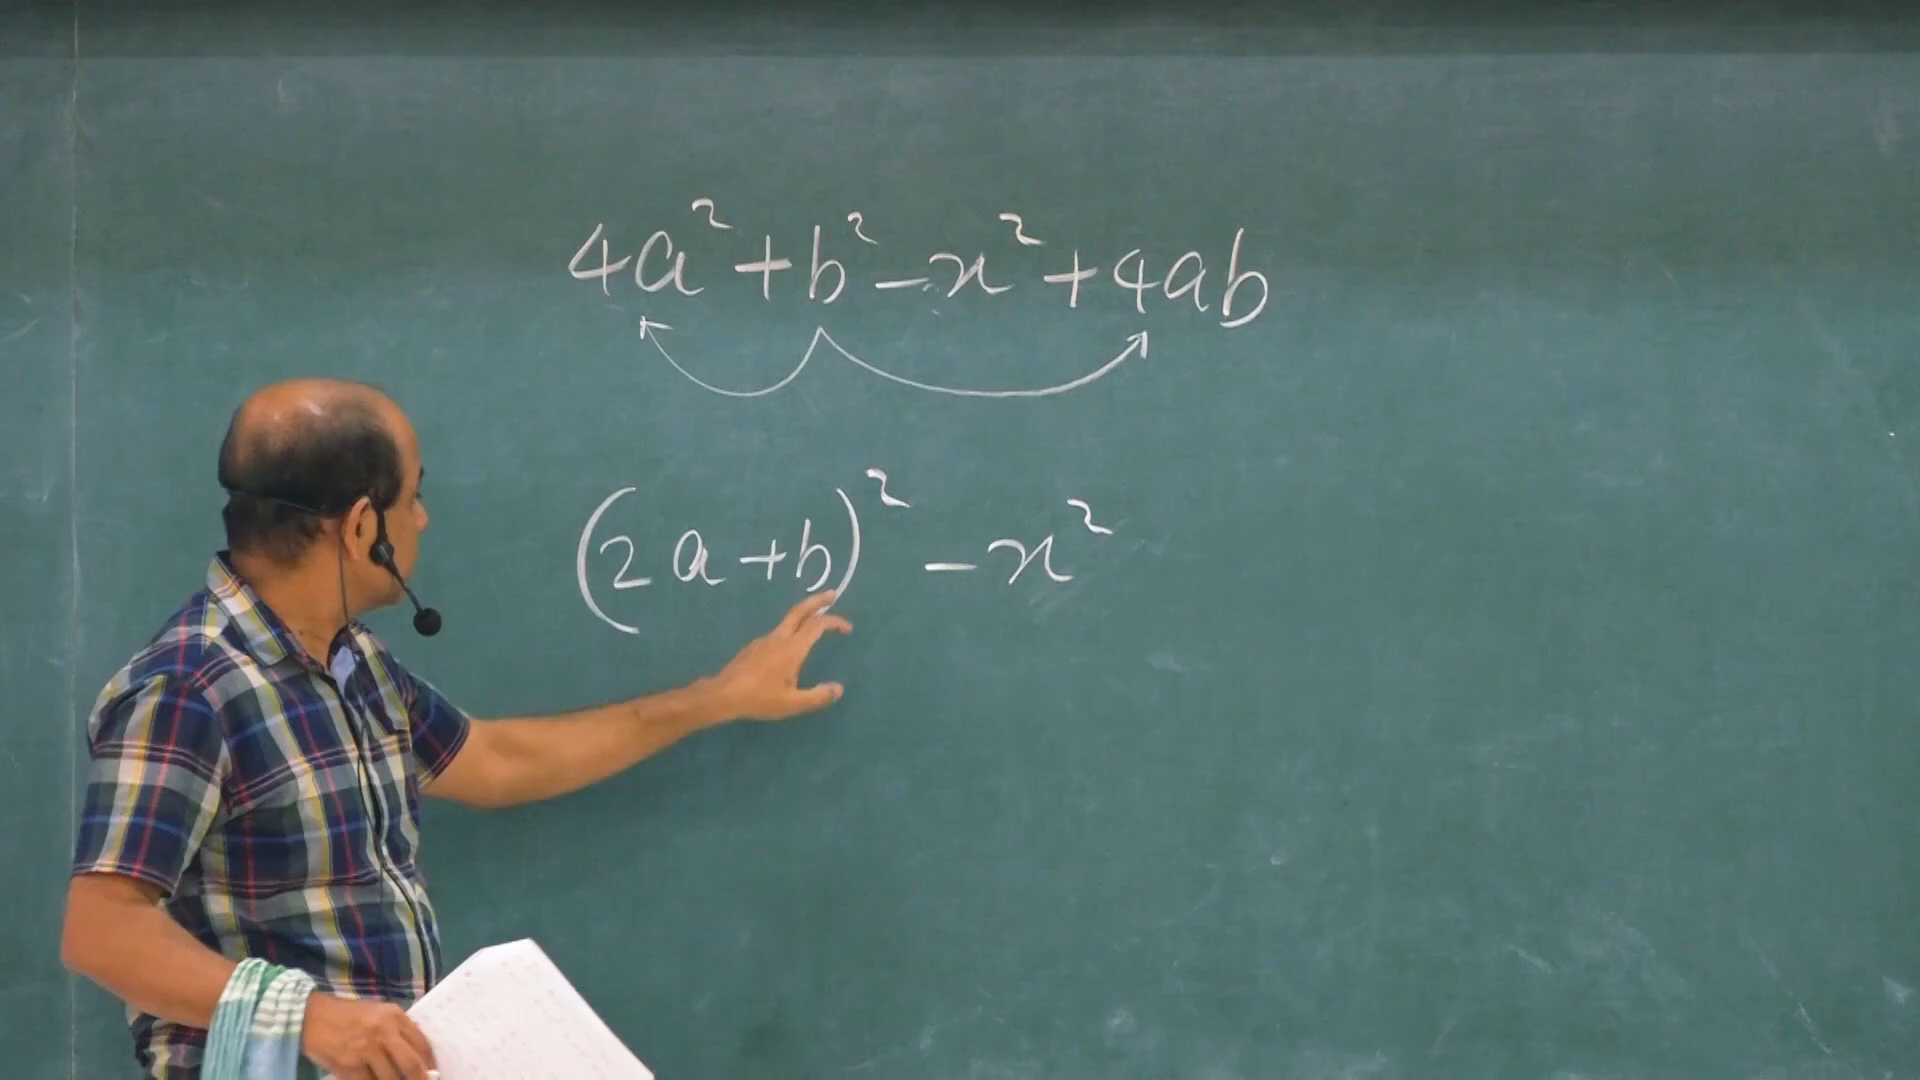 4a² + b² - x² + 4ab
(2a + b)² - x²